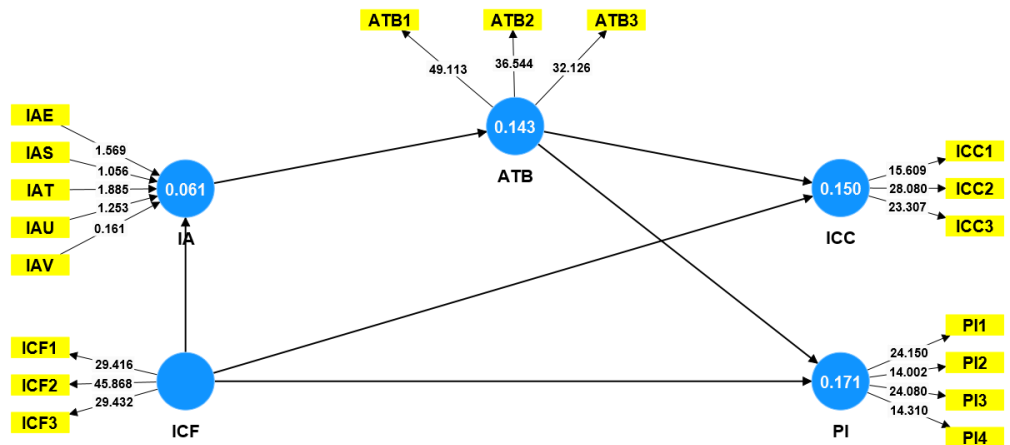 ATB1
ATB2
ATB3
49.113
36.544
32.126
0.143
ATB
IAE
IAS
IAT
IAU
IAV
1.569
1.056
1.885
1.253
0.161
0.061
IA
ICC1
ICC2
ICC3
15.609
28.080
23.307
0.150
ICC
ICF1
ICF2
ICF3
29.416
45.868
29.432
ICF
PI1
PI2
PI3
PI4
24.150
14.002
24.080
14.310
0.171
PI